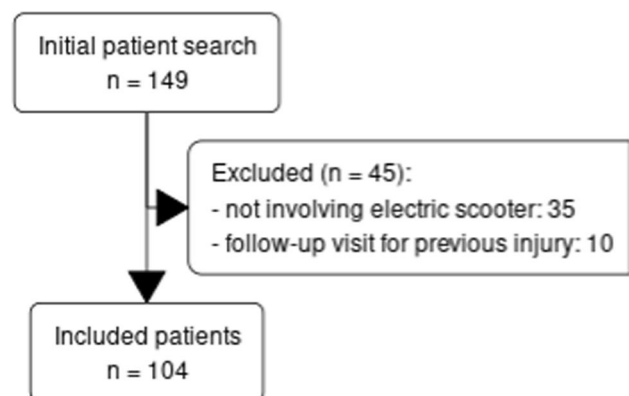 Initial patient search
n = 149
Excluded (n = 45):
- not involving electric scooter: 35
- follow-up visit for previous injury: 10
Included patients
n = 104